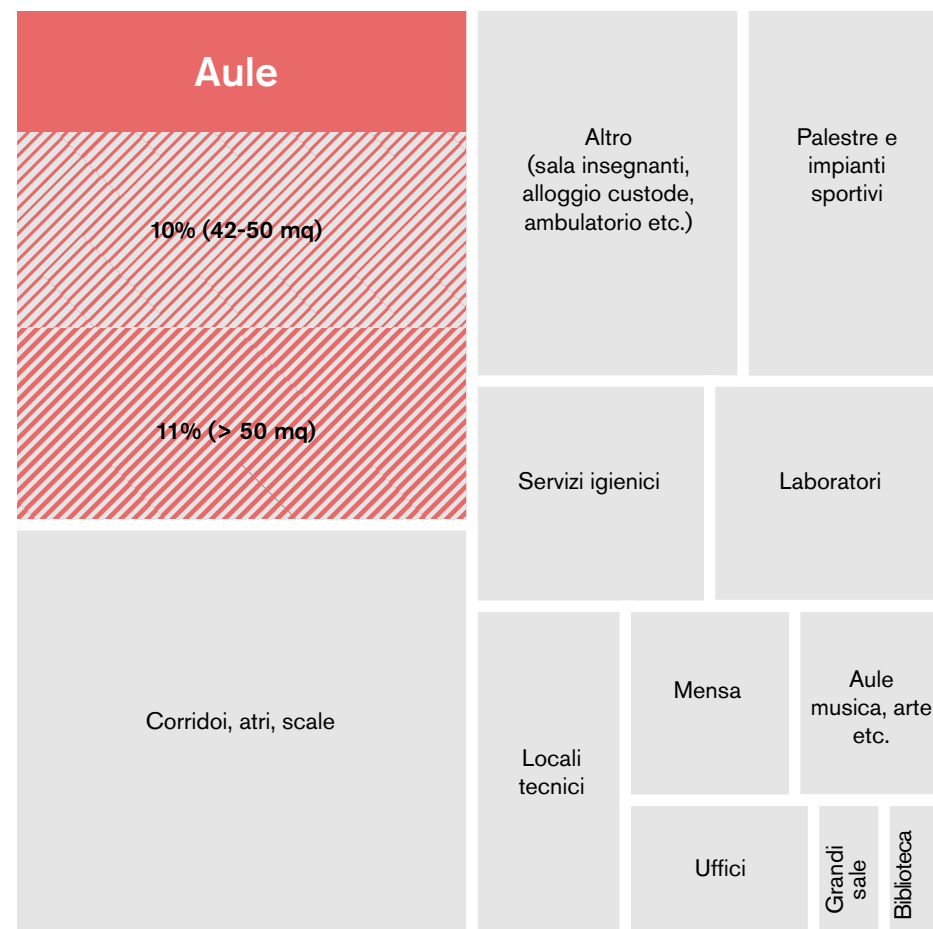 Aule
10% (42-50 mq)
11% (> 50 mq)
Corridoi, atri, scale
Altro
(sala insegnanti,
alloggio custode,
ambulatorio etc.)
Palestre e
impianti
sportivi
Servizi igienici
Laboratori
Locali
tecnici
Mensa
Aule
musica, arte
etc.
Uffici
Grandi
sale
Biblioteca